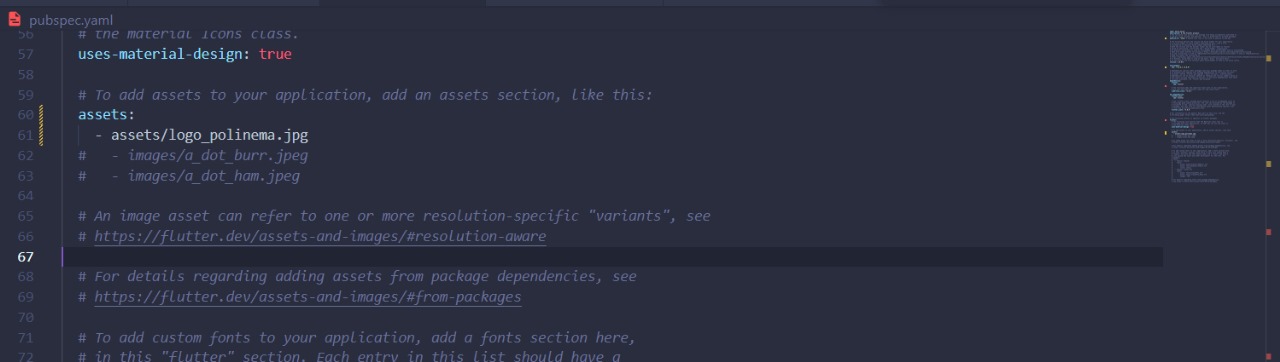 pubspec.yaml
56 # the material Icons class.
57 uses-material-design: true
58
59 # To add assets to your application, add an assets section, like this:
60 assets:
61 - assets/logo_polinema.jpg
62 # - images/a_dot_burr.jpeg
63 # - images/a_dot_ham.jpeg
64
65 # An image asset can refer to one or more resolution-specific "variants", see
66 # https://flutter.dev/assets-and-images/#resolution-aware
67
68 # For details regarding adding assets from package dependencies, see
69 # https://flutter.dev/assets-and-images/#from-packages
70
71 # To add custom fonts to your application, add a fonts section here,
72 # in this "flutter" section. Each entry in this list should have a